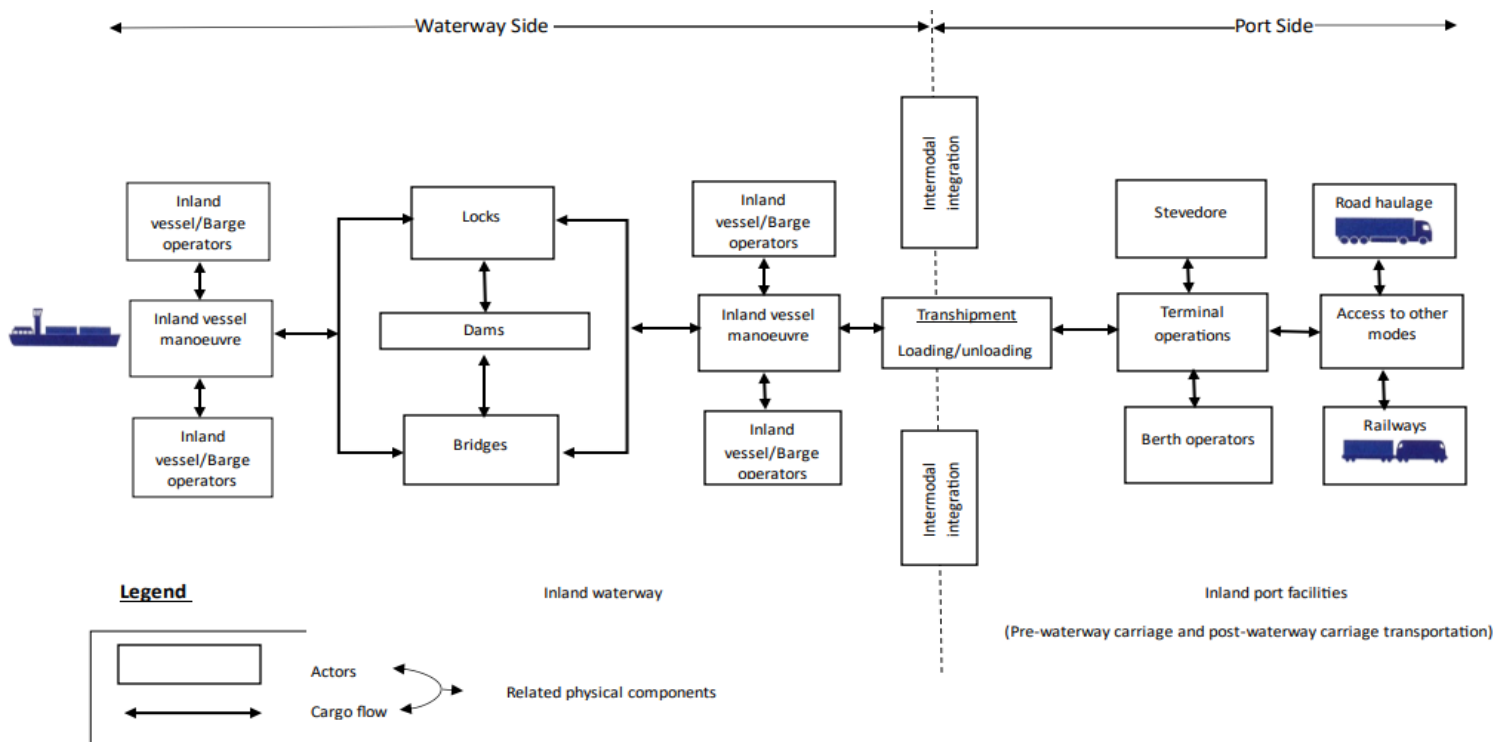 Waterway Side
Port Side
Intermodal
integration
Inland
vessel/Barge
operators
Locks
Inland
vessel/Barge
operators
Stevedore
Road haulage
Inland vessel
manoeuvre
Dams
Inland vessel
manoeuvre
Transhipment
Loading/unloading
Terminal
operations
Access to other
modes
Inland
vessel/Barge
operators
Bridges
Inland
vessel/Barge
operators
Intermodal
integration
Berth operators
Railways
Legend
Inland waterway
Inland port facilities
(Pre-waterway carriage and post-waterway carriage transportation)
Actors
Related physical components
Cargo flow